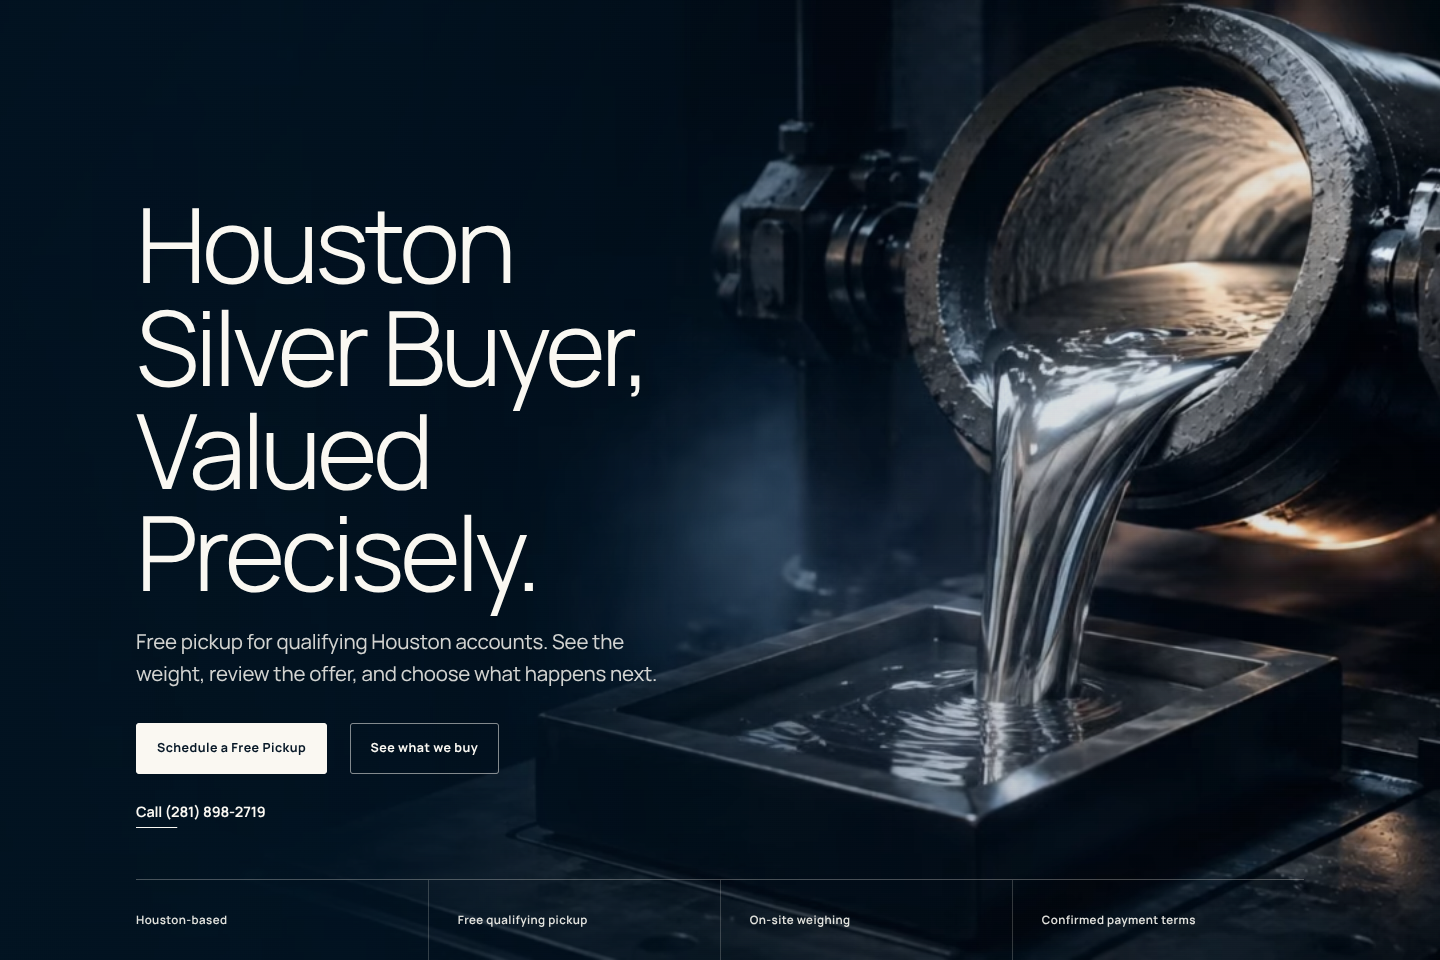 Houston
Silver Buyer,
Valued
Precisely.
Free pickup for qualifying Houston accounts. See the
weight, review the offer, and choose what happens next.
Schedule a Free Pickup
See what we buy
Call (281) 898-2719
Houston-based
Free qualifying pickup
On-site weighing
Confirmed payment terms